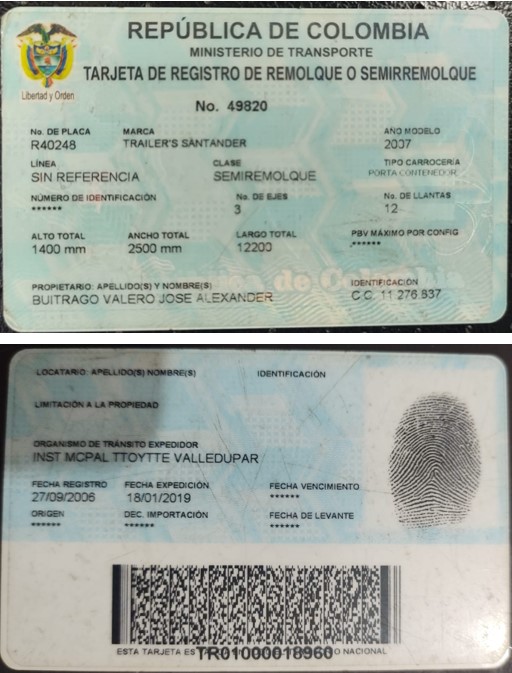 REPÚBLICA DE COLOMBIA
MINISTERIO DE TRANSPORTE
TARJETA DE REGISTRO DE REMOLQUE O SEMIRREMOLQUE
Libertad y Orden
No. 49820
No. DE PLACA MARCA AÑO MODELO
R40248 TRAILER'S SANTANDER 2007
LÍNEA CLASE TIPO CARROCERÍA
SIN REFERENCIA SEMIREMOLQUE PORTA CONTENEDOR
NÚMERO DE IDENTIFICACIÓN No. DE EJES No. DE LLANTAS
****** 3 12
ALTO TOTAL ANCHO TOTAL LARGO TOTAL PBV MÁXIMO POR CONFIG
1400 mm 2500 mm 12200 ******
PROPIETARIO: APELLIDO(S) Y NOMBRE(S) IDENTIFICACIÓN
BUITRAGO VALERO JOSE ALEXANDER C.C. 11.276.837
de Colombia
LOCATARIO: APELLIDO(S) NOMBRE(S) IDENTIFICACIÓN
LIMITACIÓN A LA PROPIEDAD
ORGANISMO DE TRÁNSITO EXPEDIDOR
INST MCPAL TTOYTTE VALLEDUPAR
FECHA REGISTRO FECHA EXPEDICIÓN FECHA VENCIMIENTO
27/09/2006 18/01/2019 ******
ORIGEN DEC. IMPORTACIÓN FECHA DE LEVANTE
****** ****** ******
ESTA TARJETA ES NACIONAL
TR01000018960